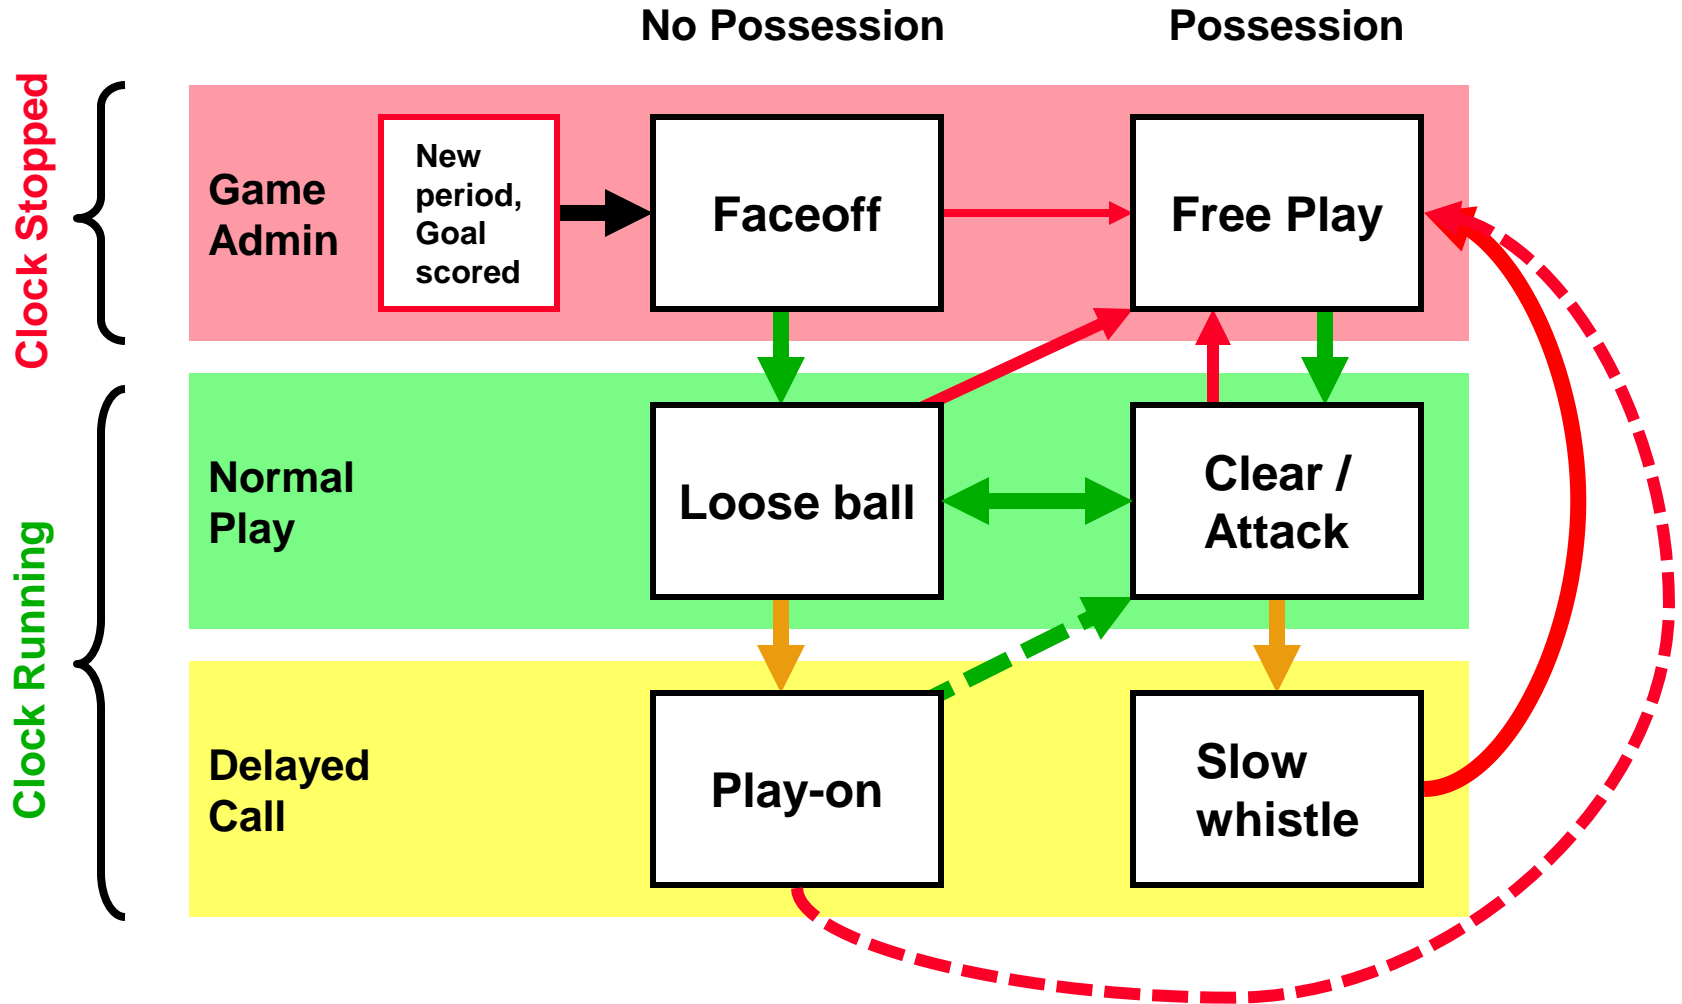 No Possession
Possession
Clock Stopped
Game
Admin
New
period,
Goal
scored
Faceoff
Free Play
Clock Running
Normal
Play
Loose ball
Clear /
Attack
Delayed
Call
Play-on
Slow
whistle